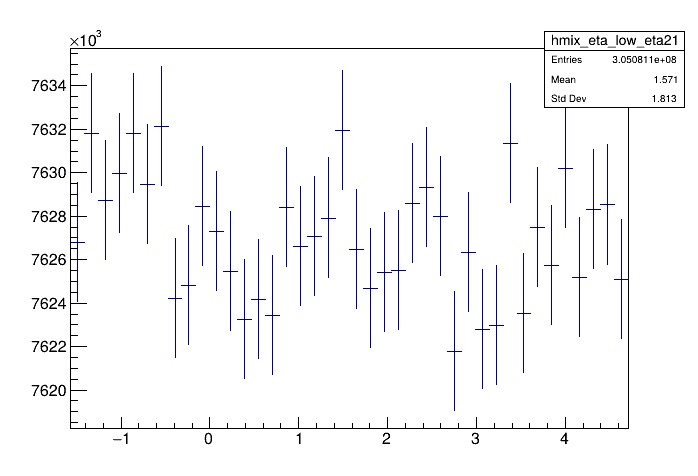 ×10³
hmix_eta_low_eta21
Entries 3.050811e+08
Mean 1.571
Std Dev 1.813
7634
7632
7630
7628
7626
7624
7622
7620
−1 0 1 2 3 4